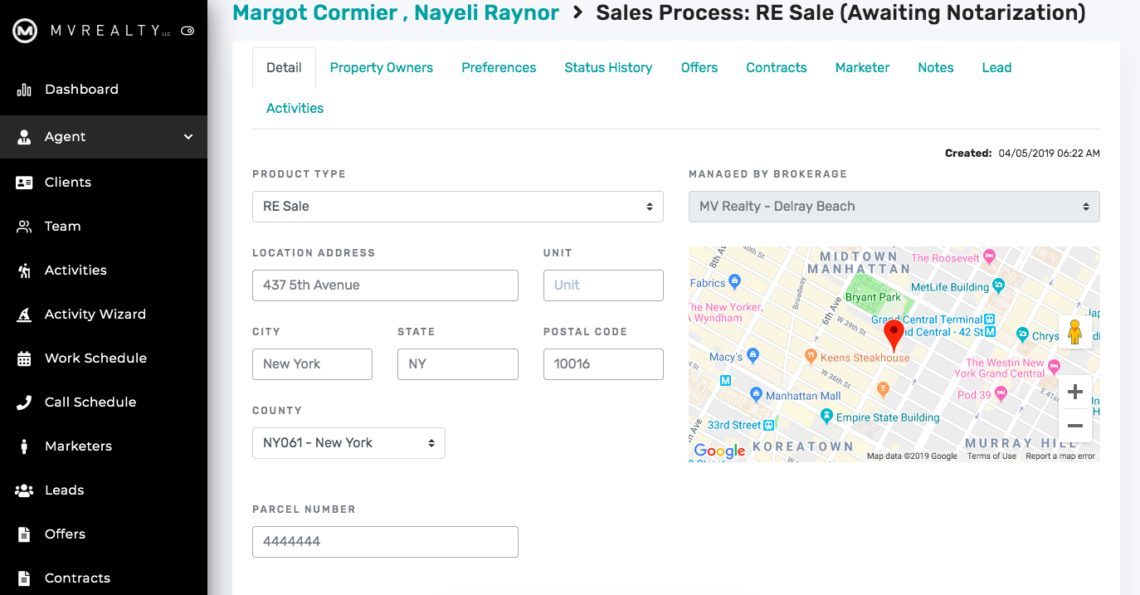 Margot Cormier , Nayeli Raynor > Sales Process: RE Sale (Awaiting Notarization)
MVREALTY LLC
Dashboard
Agent
Clients
Team
Activities
Activity Wizard
Work Schedule
Call Schedule
Marketers
Leads
Offers
Contracts
Detail
Property Owners
Preferences
Status History
Offers
Contracts
Marketer
Notes
Lead
Activities
Created: 04/05/2019 06:22 AM
PRODUCT TYPE
RE Sale
MANAGED BY BROKERAGE
MV Realty - Delray Beach
LOCATION ADDRESS
437 5th Avenue
UNIT
Unit
CITY
New York
STATE
NY
POSTAL CODE
10016
COUNTY
NY061 - New York
PARCEL NUMBER
4444444
MIDTOWN
MANHATTAN
The Roosevelt
8th A
Fabrics
MetLife Building
Broadway
Bryant Park
6th Ave
he New Yorker,
Wyndham
W 39th St
Grand Central Terminal
d Central - 42 St
Chrys
Macy's
Keens Steakhouse
W 36th St
The Westin New
York Grand Central
Manhattan Mall
Pod 39
Empire State Building
33rd Street
KOREATOWN
MURRAY HILL
Google
Map data ©2019 Google
Terms of Use
Report a map error